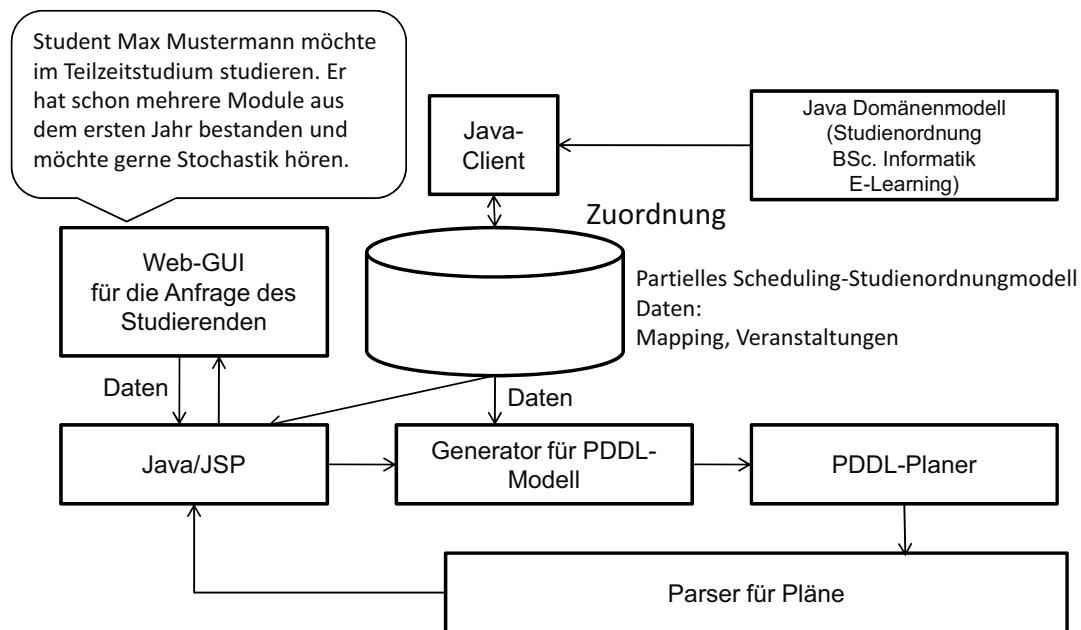 Student Max Mustermann möchte
im Teilzeitstudium studieren. Er
hat schon mehrere Module aus
dem ersten Jahr bestanden und
möchte gerne Stochastik hören.
Java-
Client
Java Domänenmodell
(Studienordnung
BSc. Informatik
E-Learning)
Zuordnung
Web-GUI
für die Anfrage des
Studierenden
Partielles Scheduling-Studienordnungmodell
Daten:
Mapping, Veranstaltungen
Daten
Daten
Java/JSP
Generator für PDDL-
Modell
PDDL-Planer
Parser für Pläne